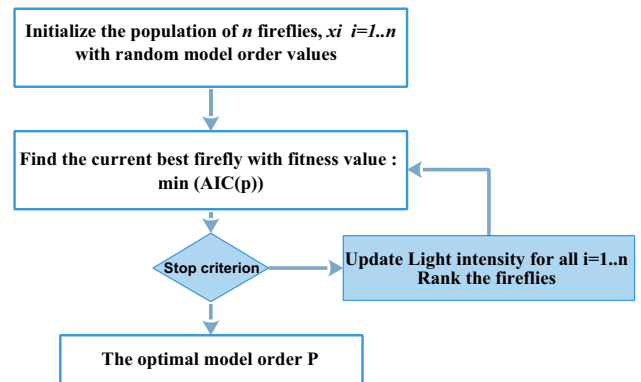 Initialize the population of n fireflies, xi i=1..n
with random model order values
Find the current best firefly with fitness value :
min (AIC(p))
Stop criterion
Update Light intensity for all i=1..n
Rank the fireflies
The optimal model order P